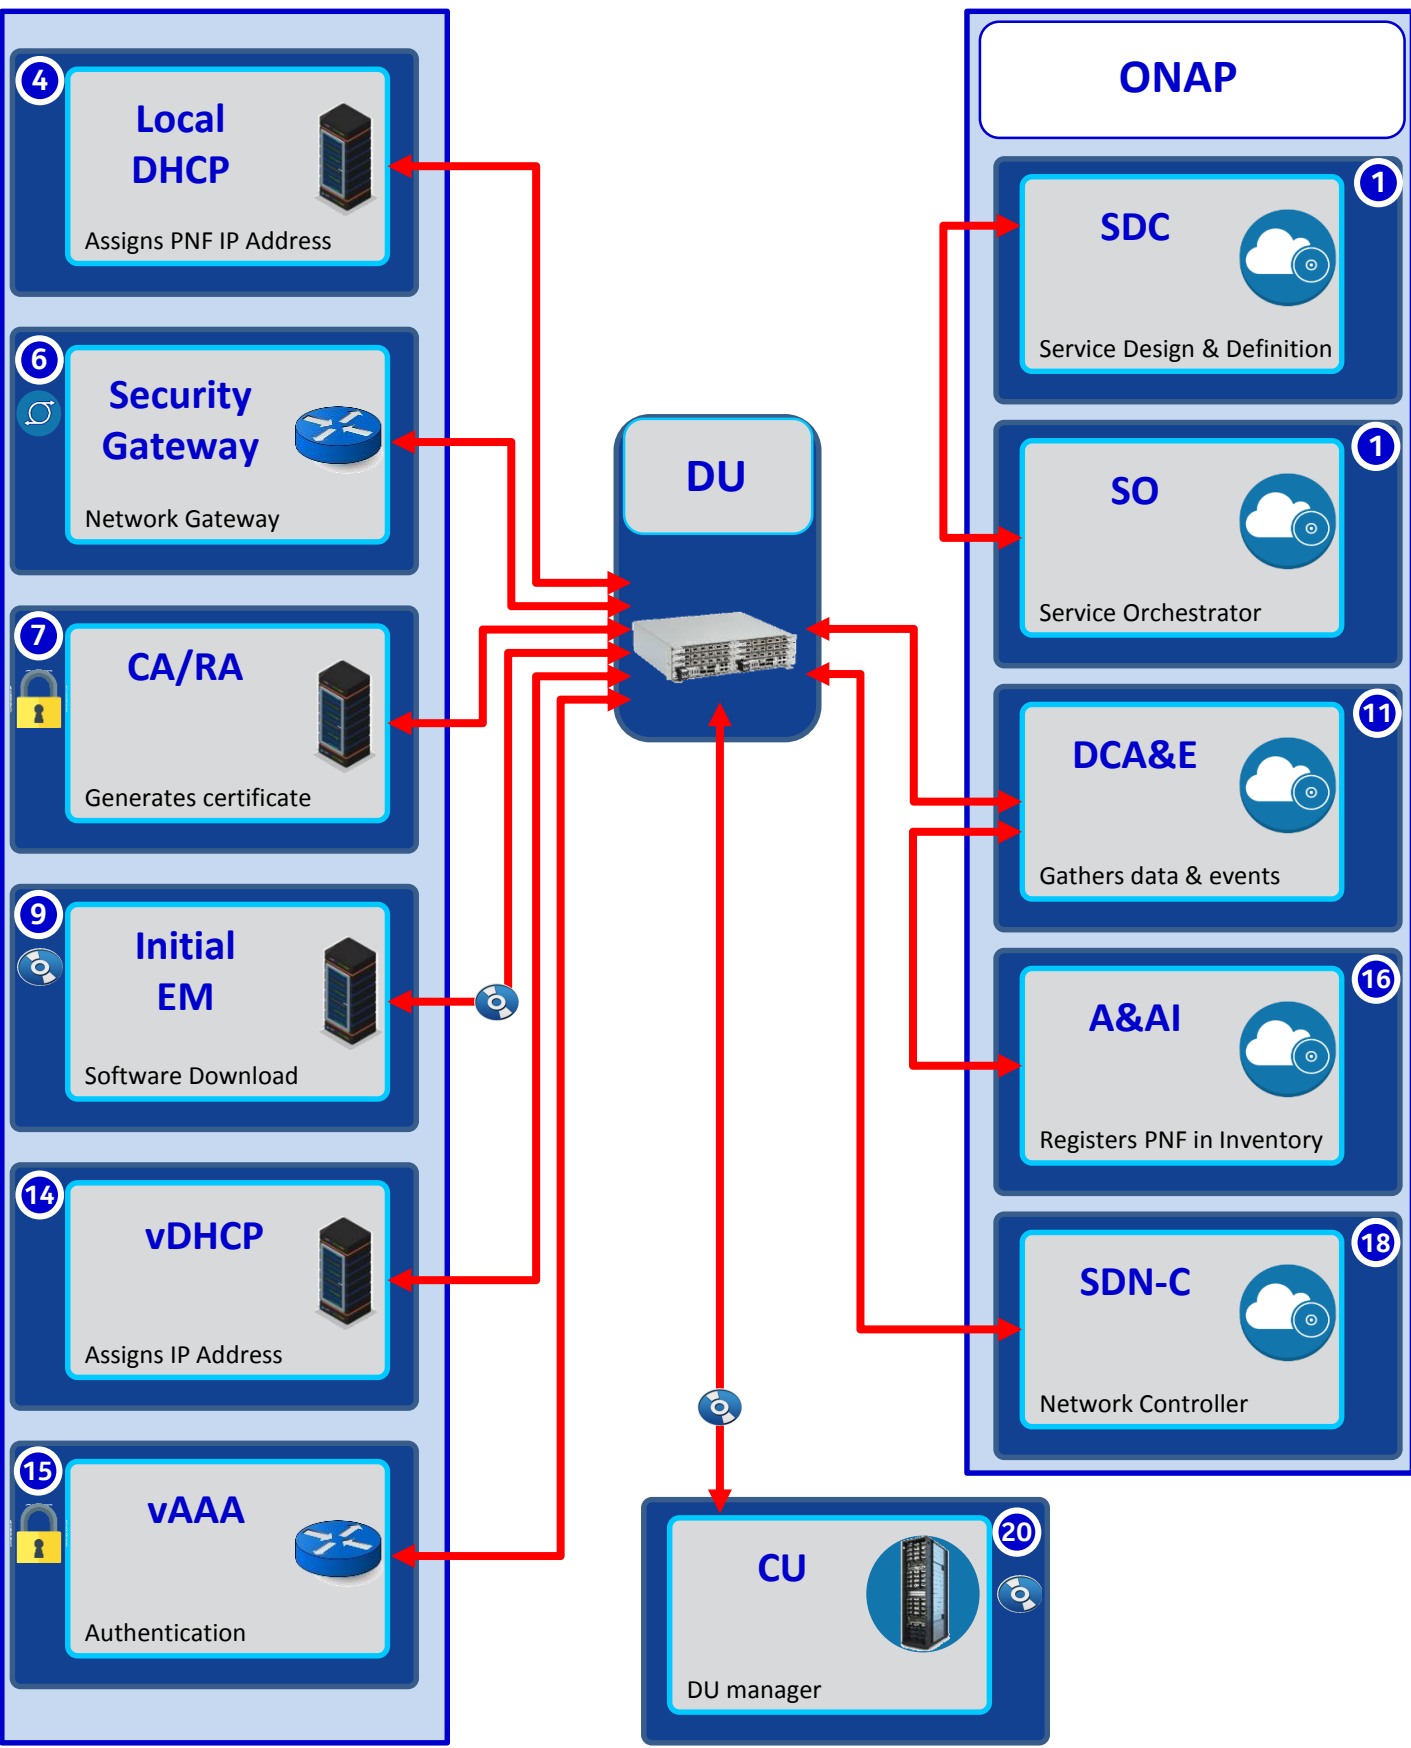 4
Local
DHCP
Assigns PNF IP Address
6
Security
Gateway
Network Gateway
7
CA/RA
Generates certificate
9
Initial
EM
Software Download
14
vDHCP
Assigns IP Address
15
vAAA
Authentication
DU
20
CU
DU manager
ONAP
1
SDC
Service Design & Definition
1
SO
Service Orchestrator
11
DCA&E
Gathers data & events
16
A&AI
Registers PNF in Inventory
18
SDN-C
Network Controller